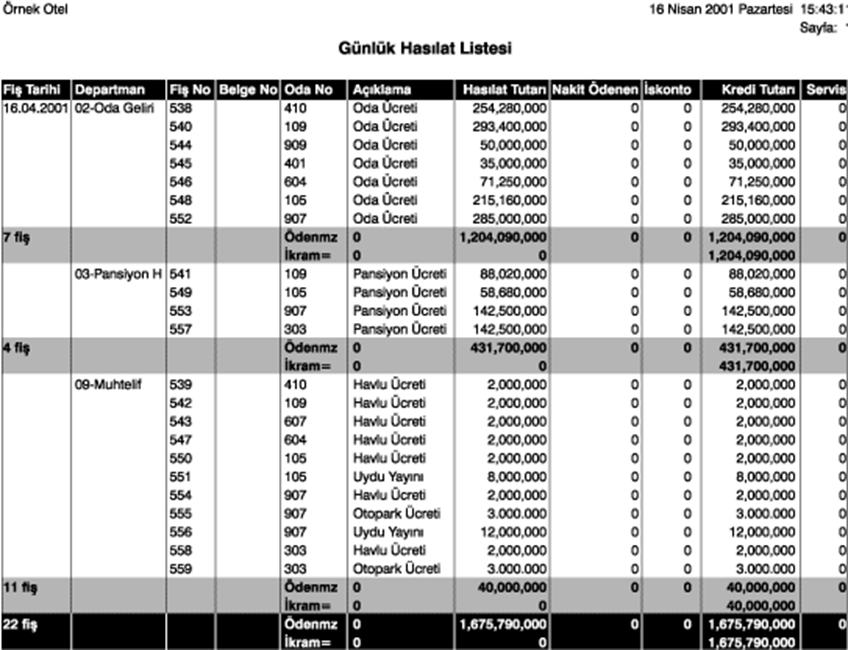 Örnek Otel 16 Nisan 2001 Pazartesi 15:43:1
Sayfa:
Günlük Hasılat Listesi
Fiş Tarihi Departman Fiş No Belge No Oda No Açıklama Hasılat Tutarı Nakit Ödenen İskonto Kredi Tutarı Servis
16.04.2001 02-Oda Geliri 538 410 Oda Ücreti 254,280,000 0 0 254,280,000 0
540 109 Oda Ücreti 293,400,000 0 0 293,400,000 0
544 909 Oda Ücreti 50,000,000 0 0 50,000,000 0
545 401 Oda Ücreti 35,000,000 0 0 35,000,000 0
546 604 Oda Ücreti 71,250,000 0 0 71,250,000 0
548 105 Oda Ücreti 215,160,000 0 0 215,160,000 0
552 907 Oda Ücreti 285,000,000 0 0 285,000,000 0
7 fiş Ödenmz 0 1,204,090,000 0 0 1,204,090,000 0
İkram= 0 0 1,204,090,000
03-Pansiyon H 541 109 Pansiyon Ücreti 88,020,000 0 0 88,020,000 0
549 105 Pansiyon Ücreti 58,680,000 0 0 58,680,000 0
553 907 Pansiyon Ücreti 142,500,000 0 0 142,500,000 0
557 303 Pansiyon Ücreti 142,500,000 0 0 142,500,000 0
4 fiş Ödenmz 0 431,700,000 0 0 431,700,000 0
İkram= 0 0 431,700,000
09-Muhtelif 539 410 Havlu Ücreti 2,000,000 0 0 2,000,000 0
542 109 Havlu Ücreti 2,000,000 0 0 2,000,000 0
543 607 Havlu Ücreti 2,000,000 0 0 2,000,000 0
547 604 Havlu Ücreti 2,000,000 0 0 2,000,000 0
550 105 Havlu Ücreti 2,000,000 0 0 2,000,000 0
551 105 Uydu Yayını 8,000,000 0 0 8,000,000 0
554 907 Havlu Ücreti 2,000,000 0 0 2,000,000 0
555 907 Otopark Ücreti 3.000.000 0 0 3.000.000 0
556 907 Uydu Yayını 12,000,000 0 0 12,000,000 0
558 303 Havlu Ücreti 2,000,000 0 0 2,000,000 0
559 303 Otopark Ücreti 3.000.000 0 0 3.000.000 0
11 fiş Ödenmz 0 40,000,000 0 0 40,000,000 0
İkram= 0 0 40,000,000
22 fiş Ödenmz 0 1,675,790,000 0 0 1,675,790,000 0
İkram= 0 0 1,675,790,000